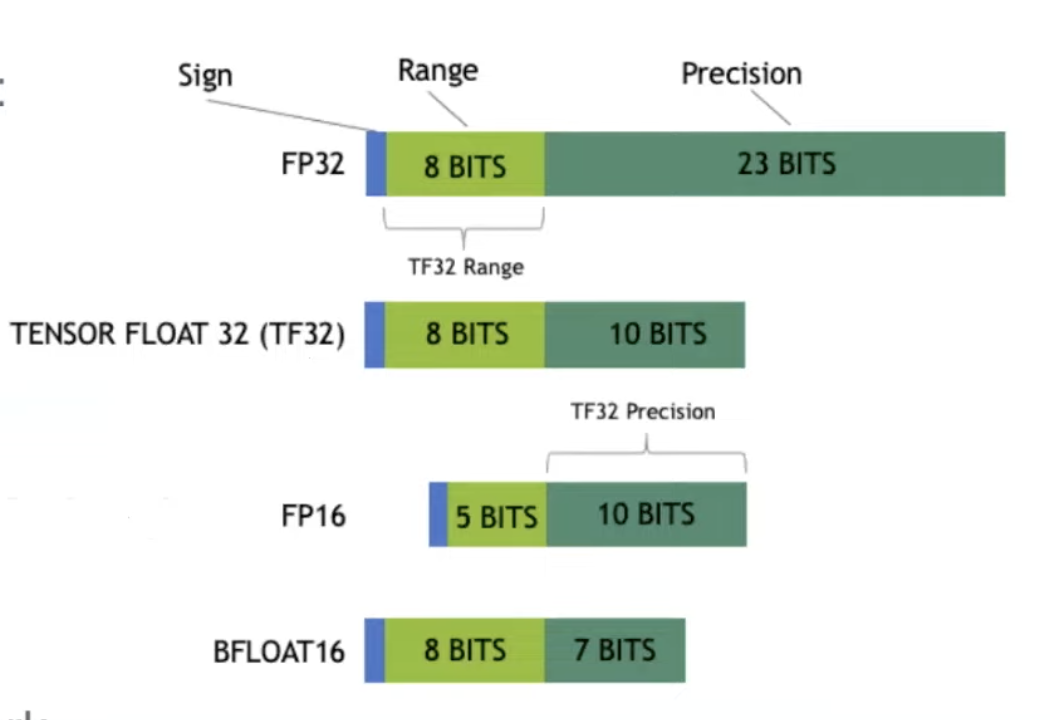 Sign
Range
Precision
:
FP32
8 BITS
23 BITS
TF32 Range
TENSOR FLOAT 32 (TF32)
8 BITS
10 BITS
TF32 Precision
FP16
5 BITS
10 BITS
BFLOAT16
8 BITS
7 BITS